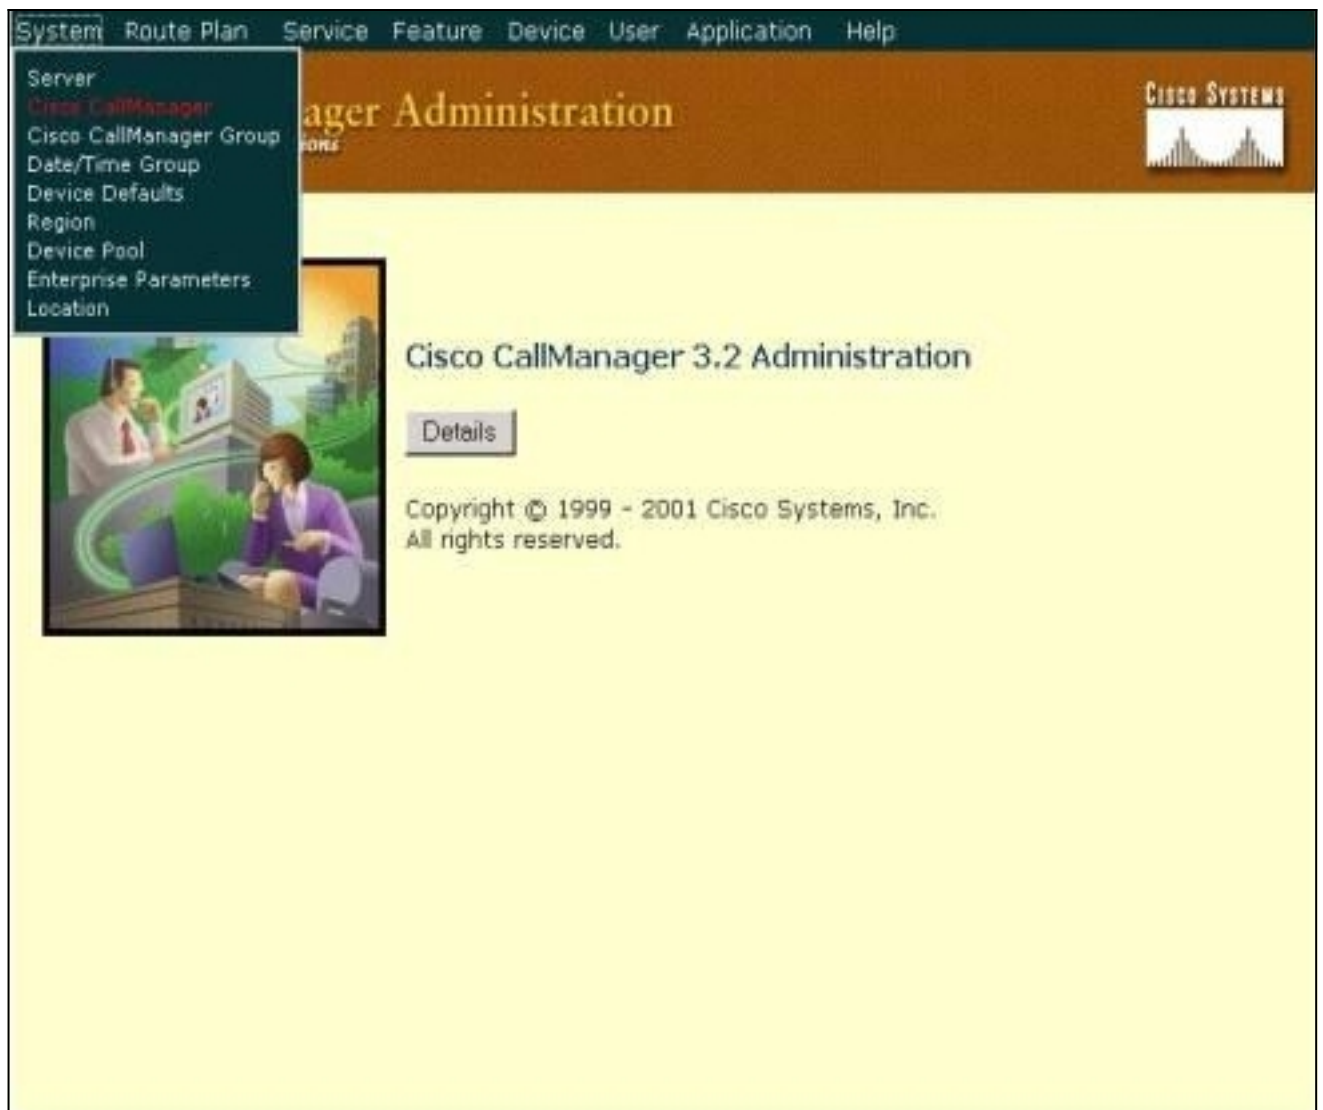 System Route Plan Service Feature Device User Application Help
Server
Cisco CallManager
Cisco CallManager Group
Date/Time Group
Device Defaults
Region
Device Pool
Enterprise Parameters
Location
ager Administration
ions
CISCO SYSTEMS
Cisco CallManager 3.2 Administration
Details
Copyright © 1999 - 2001 Cisco Systems, Inc.
All rights reserved.